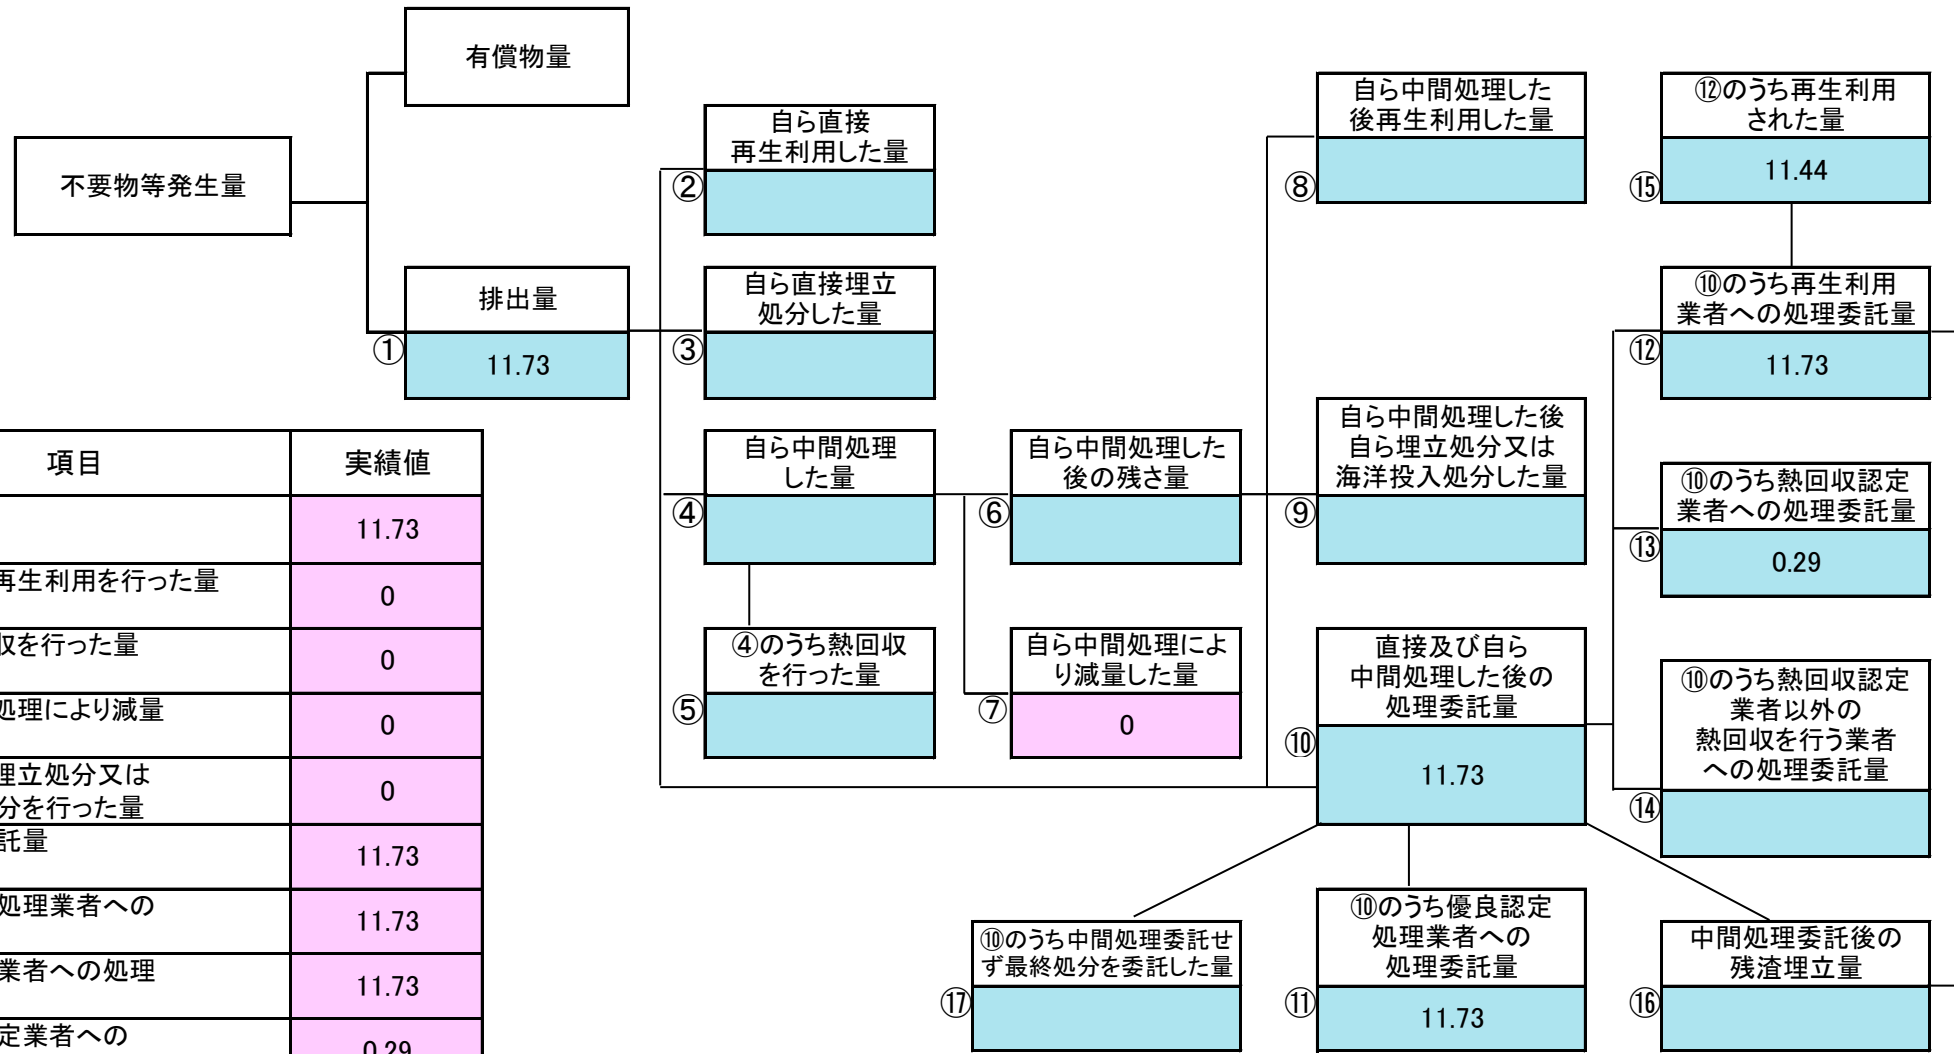 有償物量
不要物等発生量
自ら直接
再生利用した量
②
自ら中間処理した
後再生利用した量
⑧
⑫のうち再生利用
された量
11.44
⑮
排出量
①
11.73
自ら直接埋立
処分した量
③
⑩のうち再生利用
業者への処理委託量
⑫
11.73
自ら中間処理
した量
④
自ら中間処理した
後の残さ量
⑥
自ら中間処理した後
自ら埋立処分又は
海洋投入処分した量
⑨
⑩のうち熱回収認定
業者への処理委託量
⑬
0.29
④のうち熱回収
を行った量
⑤
自ら中間処理によ
り減量した量
⑦
0
直接及び自ら
中間処理した後の
処理委託量
⑩
11.73
⑩のうち熱回収認定
業者以外の
熱回収を行う業者
への処理委託量
⑭
⑩のうち中間処理委託せ
ず最終処分を委託した量
⑰
⑩のうち優良認定
処理業者への
処理委託量
⑪
11.73
中間処理委託後の
残渣埋立量
⑯
項目 実績値
11.73
再生利用を行った量 0
収を行った量 0
処理により減量 0
埋立処分又は
分を行った量 0
託量 11.73
処理業者への 11.73
業者への処理 11.73
定業者への 0.29